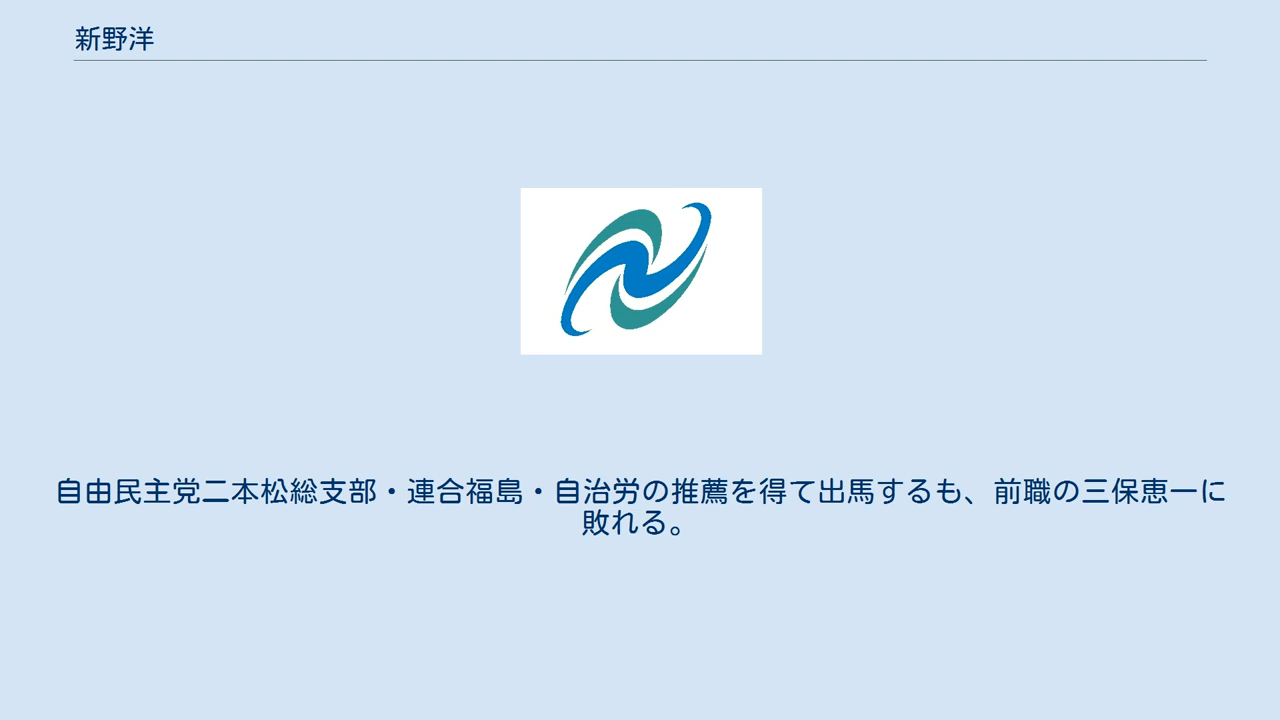 新野洋
自由民主党二本松総支部・連合福島・自治労の推薦を得て出馬するも、前職の三保恵一に
敗れる。